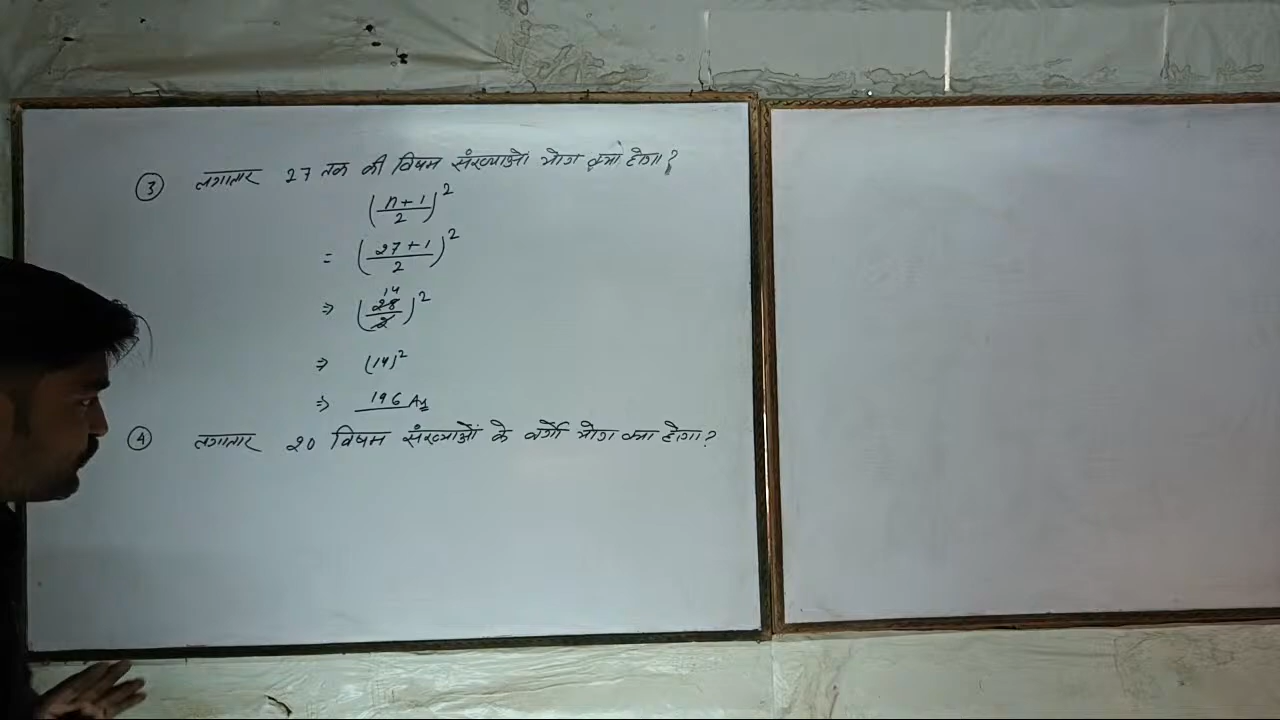 ③ लगातार 27 तक की विषम संख्याओं योग क्या होगा?
(n+1/2)²
= (27+1/2)²
⇒ (28/2)² 14
⇒ (14)²
⇒ 196 Ans
④ लगातार 20 विषम संख्याओं के वर्गों योग क्या होगा?